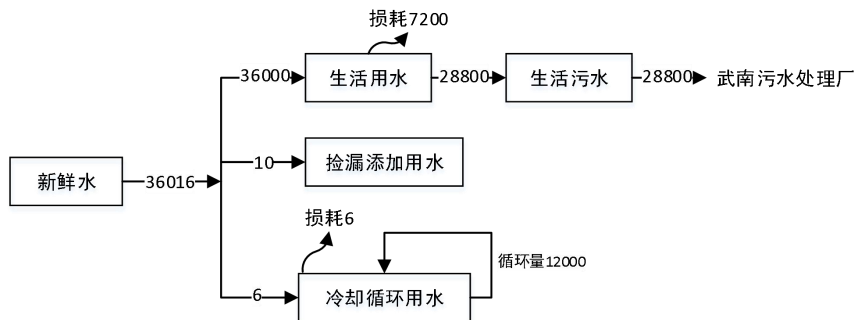 损耗7200
36000
生活用水
28800
生活污水
28800
武南污水处理厂
新鲜水
36016
10
捡漏添加用水
损耗6
循环量12000
6
冷却循环用水